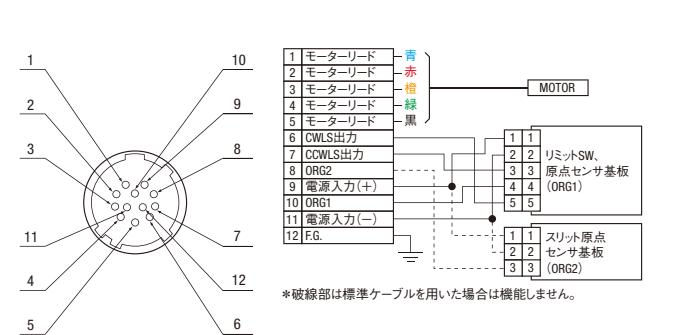 1
10
2
9
3
8
11
7
4
12
5
6
1 モーターリード 青
2 モーターリード 赤
3 モーターリード 橙
4 モーターリード 緑
5 モーターリード 黒
6 CWLS出力
7 CCWLS出力
8 ORG2
9 電源入力(+)
10 ORG1
11 電源入力(−)
12 F.G.
MOTOR
1 1
2 2 リミットSW、
3 3 原点センサ基板
4 4 (ORG1)
5 5
1 1 スリット原点
2 2 センサ基板
3 3 (ORG2)
*破線部は標準ケーブルを用いた場合は機能しません。